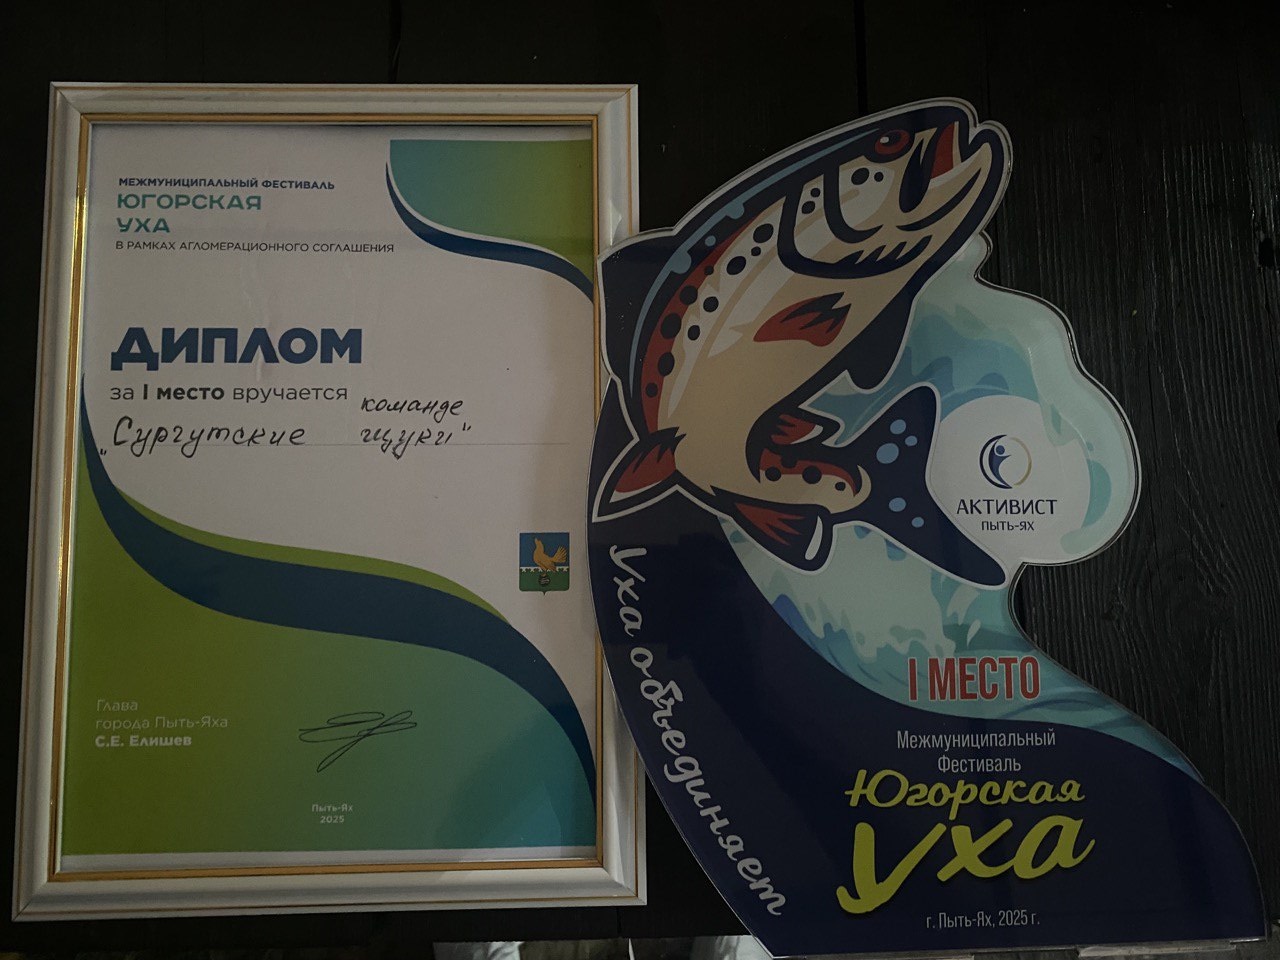 МЕЖМУНИЦИПАЛЬНЫЙ ФЕСТИВАЛЬ
ЮГОРСКАЯ
УХА
В РАМКАХ АГЛОМЕРАЦИОННОГО СОГЛАШЕНИЯ
ДИПЛОМ
за I место вручается команде
"Сургутские щуки"
Глава
города Пыть-Яха
С.Е. Елишев
Пыть-Ях
2025
АКТИВИСТ
ПЫТЬ-ЯХ
Уха объединяет
I МЕСТО
Межмуниципальный
Фестиваль
Югорская
Уха
г. Пыть-Ях, 2025 г.